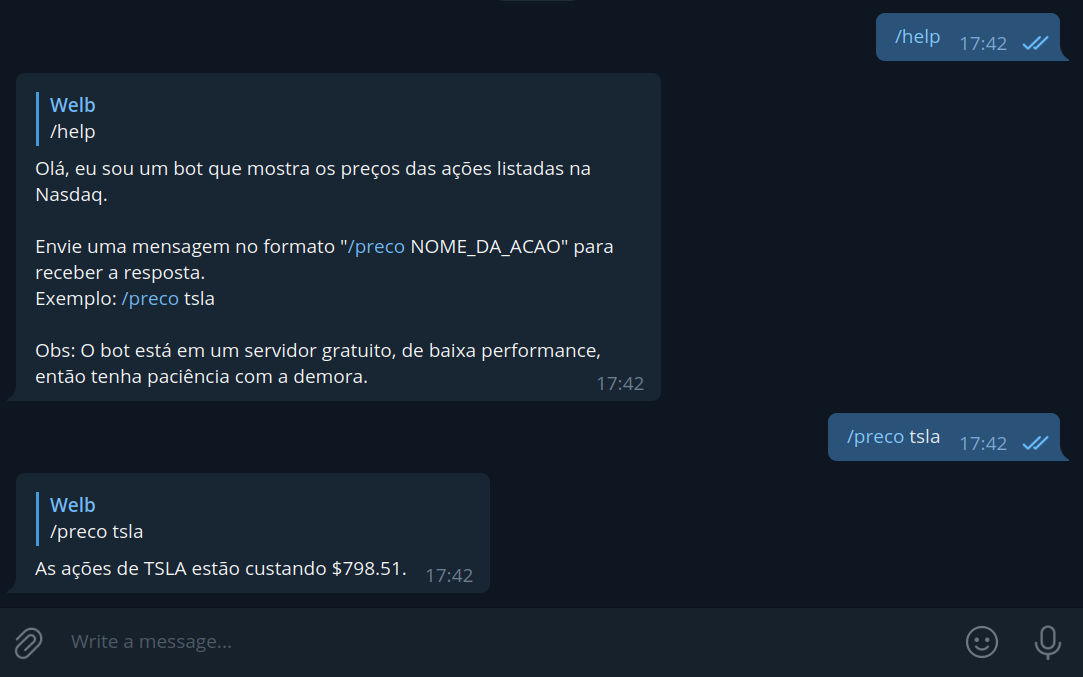 /help 17:42
Welb
/help
Olá, eu sou um bot que mostra os preços das ações listadas na
Nasdaq.
Envie uma mensagem no formato "/preco NOME_DA_ACAO" para
receber a resposta.
Exemplo: /preco tsla
Obs: O bot está em um servidor gratuito, de baixa performance,
então tenha paciência com a demora.
17:42
/preco tsla 17:42
Welb
/preco tsla
As ações de TSLA estão custando $798.51. 17:42
Write a message...